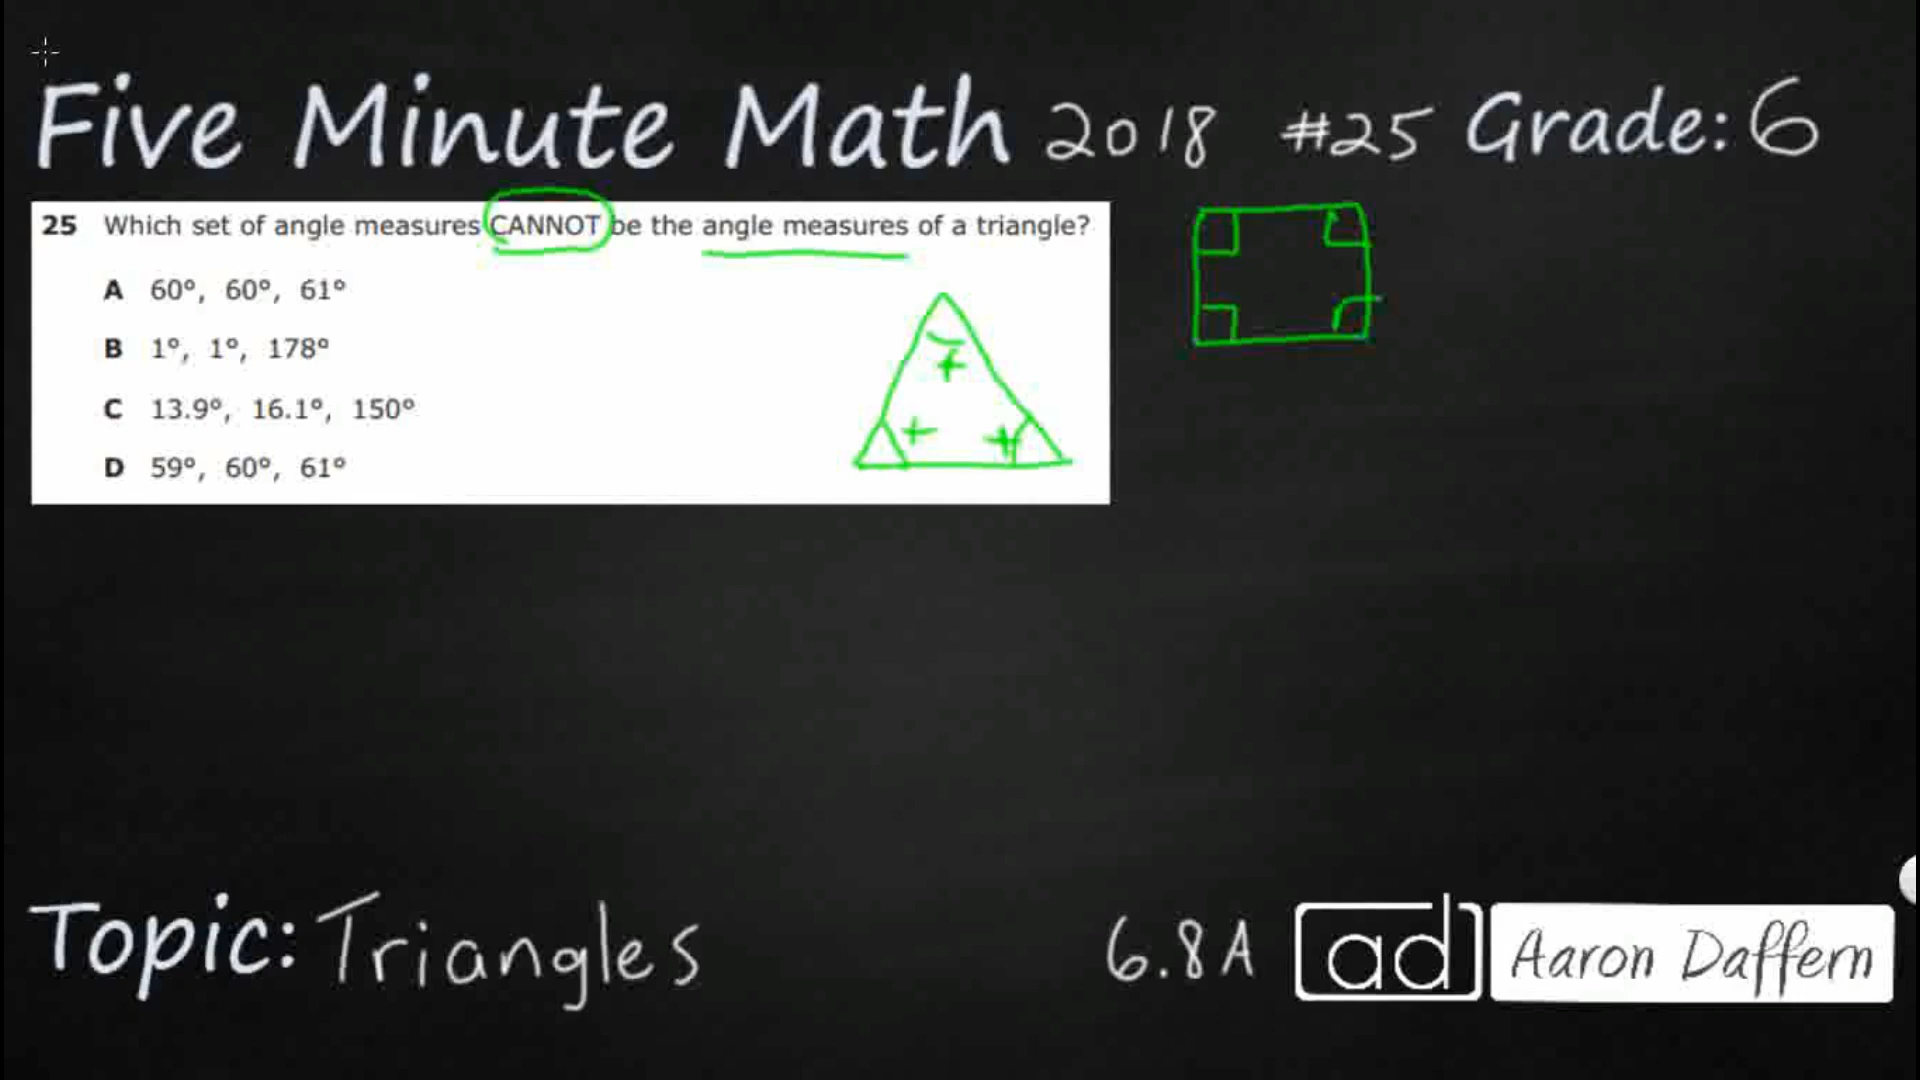 Five Minute Math 2018 #25 Grade: 6
25 Which set of angle measures CANNOT be the angle measures of a triangle?
A 60°, 60°, 61°
B 1°, 1°, 178°
C 13.9°, 16.1°, 150°
D 59°, 60°, 61°
+
+ +
Topic: Triangles 6.8A ad Aaron Daffern